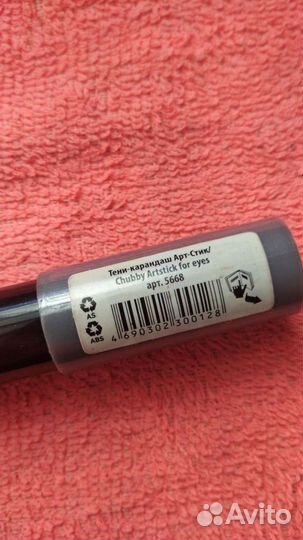 Тени-карандаш Арт-Стик/
Chubby Artstick for eyes
арт. 5668
AS
ABS
4 690302 300128
Avito